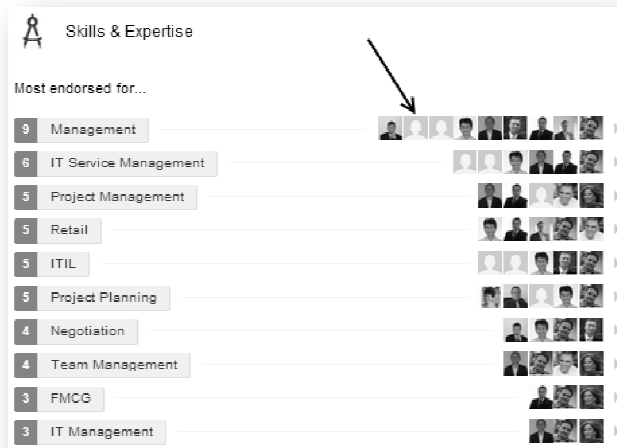 Skills & Expertise
Most endorsed for...
9 Management
6 IT Service Management
5 Project Management
5 Retail
5 ITIL
5 Project Planning
4 Negotiation
4 Team Management
3 FMCG
3 IT Management